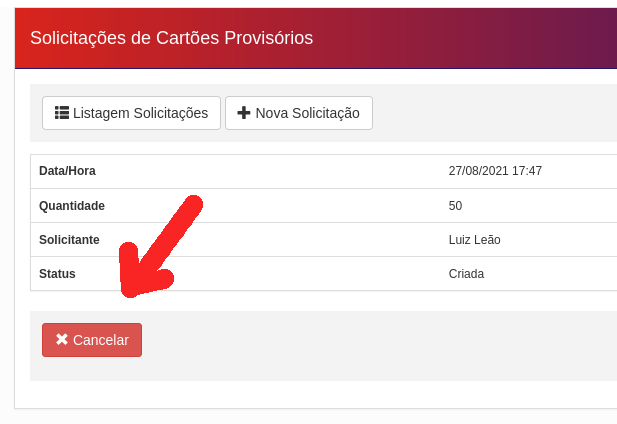 Solicitações de Cartões Provisórios
Listagem Solicitações Nova Solicitação
Data/Hora 27/08/2021 17:47
Quantidade 50
Solicitante Luiz Leão
Status Criada
Cancelar